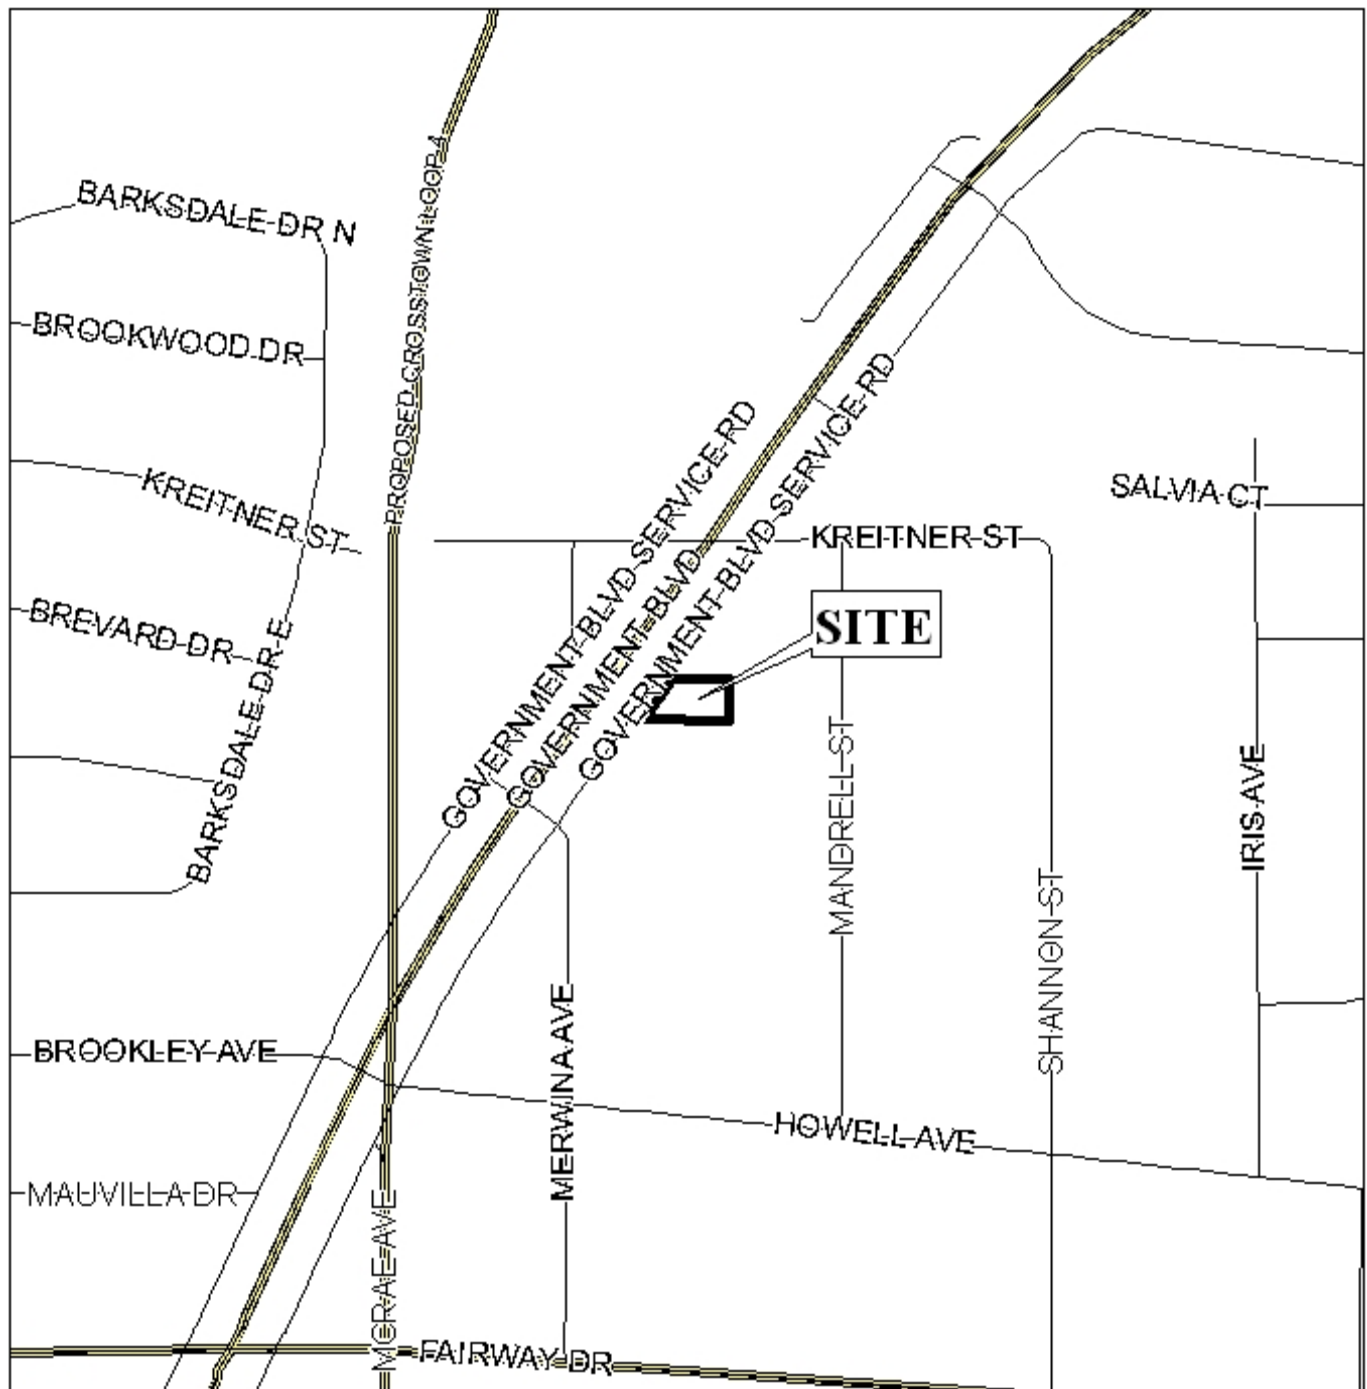 BARKSDALE DR N
PROPOSED CROSSTOWN LOOP 4
BROOKWOOD DR
GOVERNMENT BLVD SERVICE RD
GOVERNMENT BLVD SERVICE RD
KREITNER ST
SALVIA CT
KREITNER ST
GOVERNMENT BLVD
SITE
BREVARD DR
BARKSDALE DR E
MANDRELL ST
IRIS AVE
SHANNON ST
BROOKLEY AVE
MERWINA AVE
HOWELL AVE
MAUVILLA DR
MCRAE AVE
FAIRWAY DR